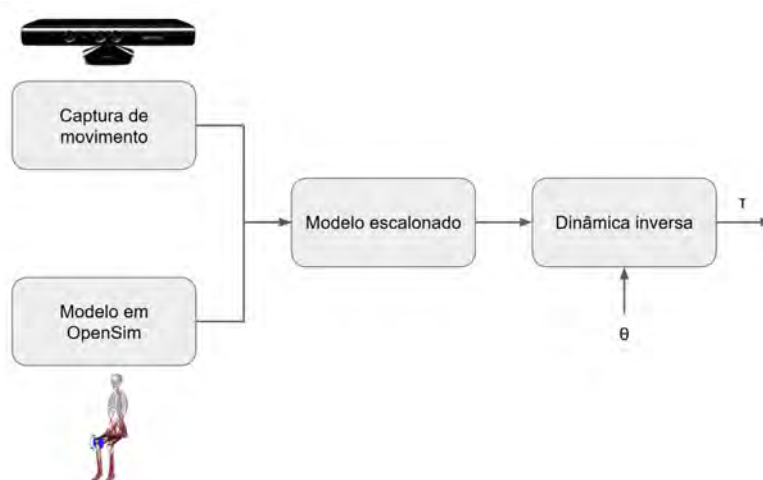 Captura de
movimento
Modelo escalonado
Dinâmica inversa
τ
Modelo em
OpenSim
θ